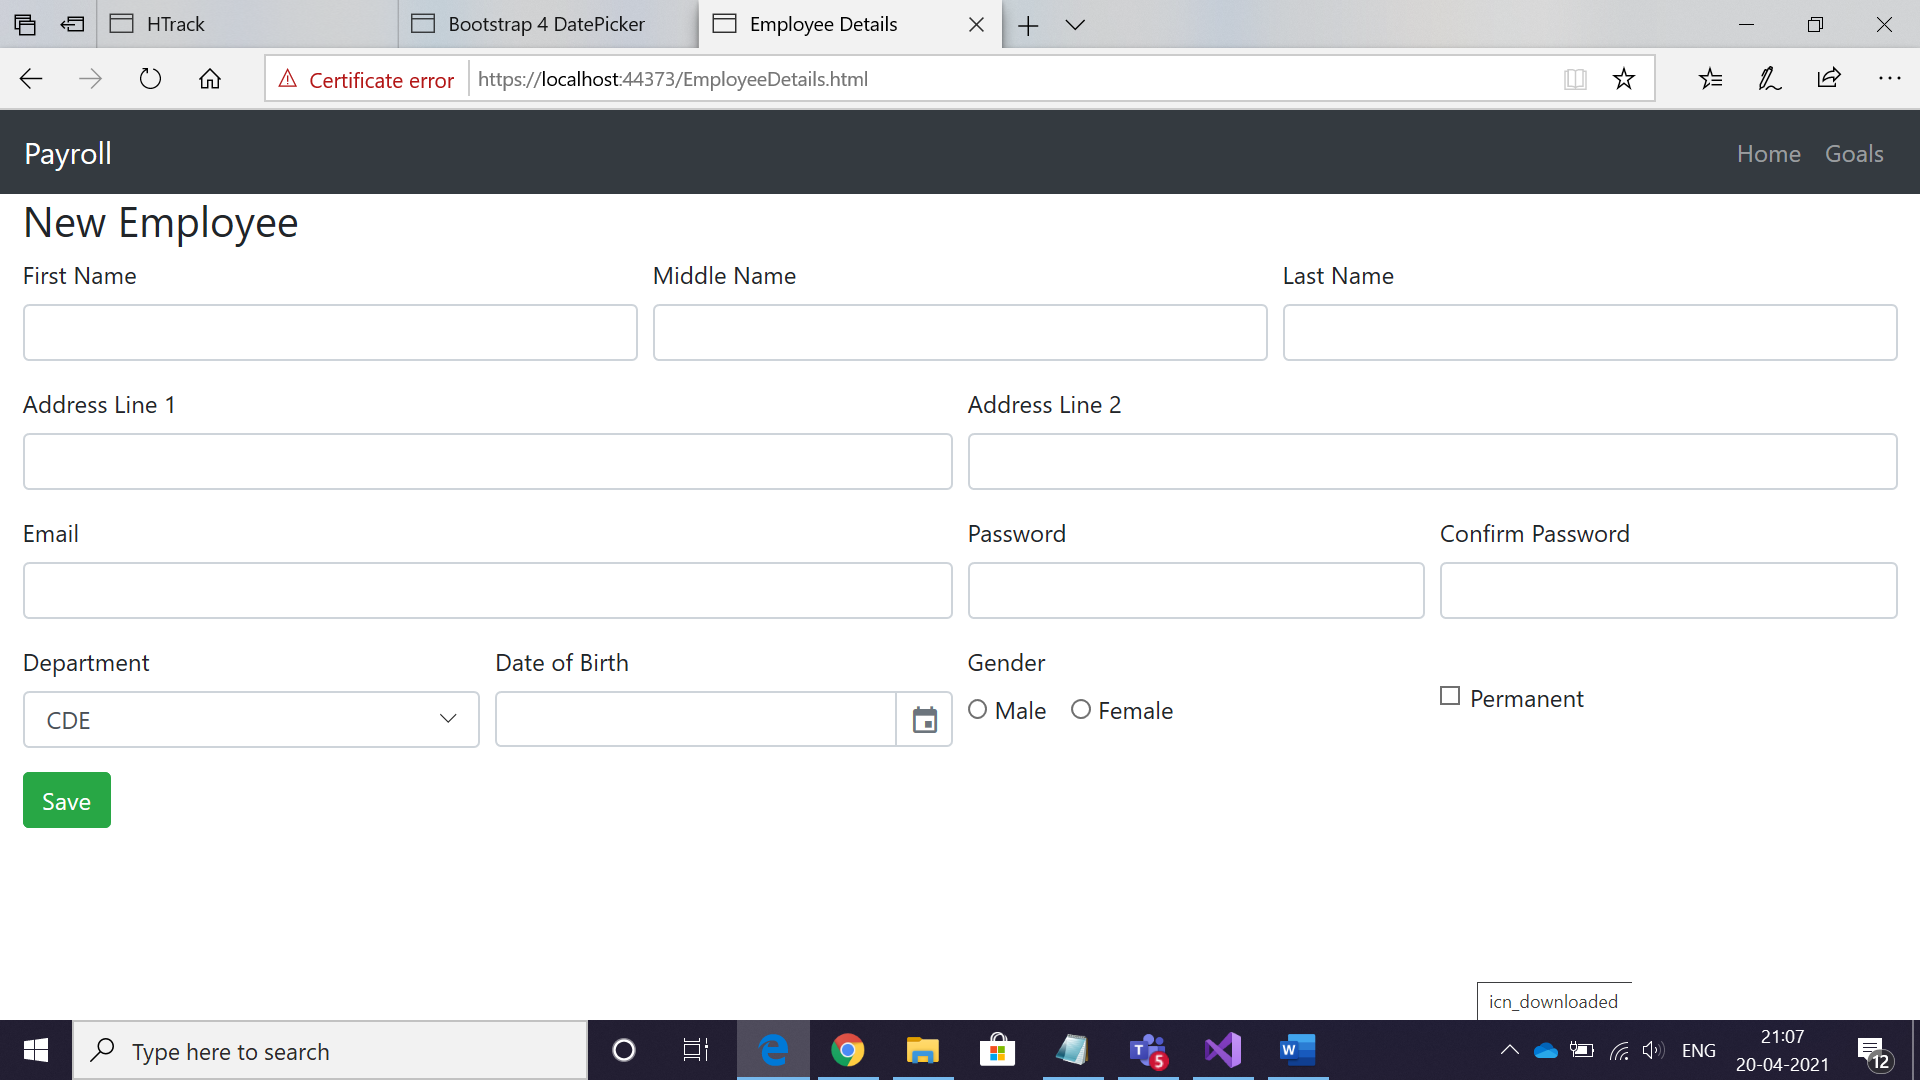 HTrack
Bootstrap 4 DatePicker
Employee Details
Certificate error
https://localhost:44373/EmployeeDetails.html
Payroll
Home Goals
New Employee
First Name Middle Name Last Name
Address Line 1 Address Line 2
Email Password Confirm Password
Department Date of Birth Gender
CDE Male Female Permanent
Save
icn_downloaded
Type here to search
T 5
W
ENG
21:07
20-04-2021
12